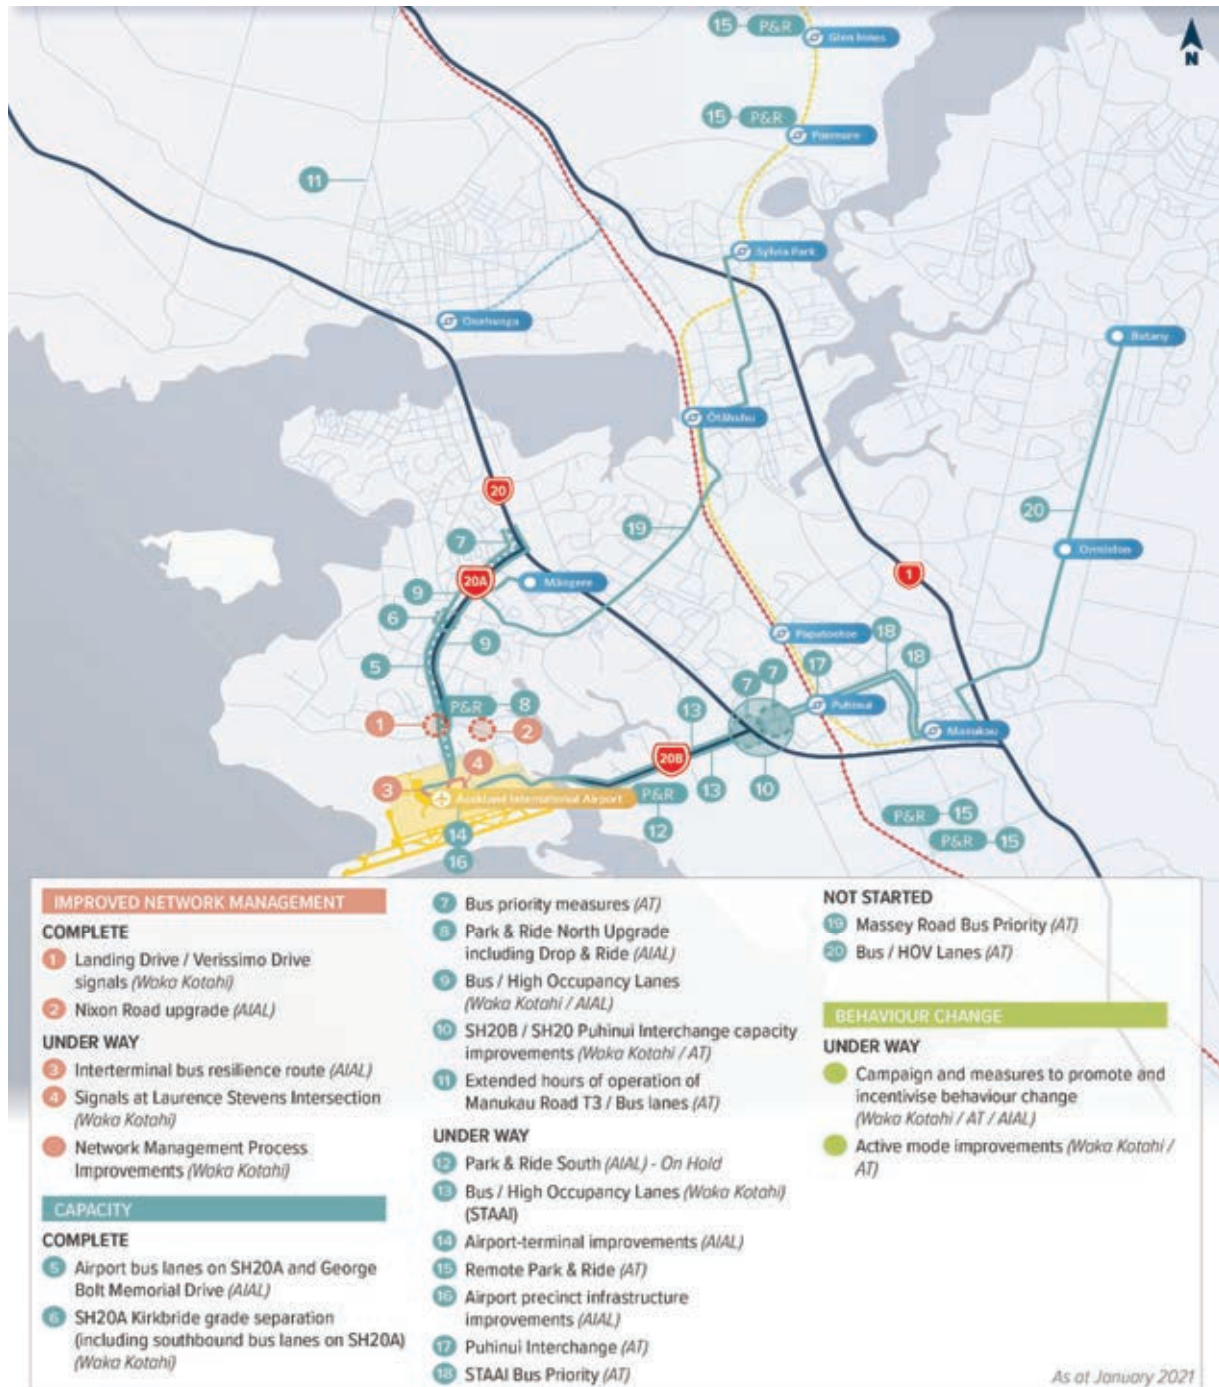 15 P&R
Glen Innes
N
15 P&R
Panmure
11
Sylvia Park
Onehunga
Botany
Ōtāhuhu
20
19
20
7
Ormiston
20A
Māngere
1
9
6
9
Papatoetoe
18
5
17
18
7
7
P&R 8
13
Puhinui
1
2
Manukau
4
20B
3
Auckland International Airport
P&R
13
10
14
12
P&R 15
16
P&R 15
IMPROVED NETWORK MANAGEMENT
COMPLETE
1 Landing Drive / Verissimo Drive
signals (Waka Kotahi)
2 Nixon Road upgrade (AIAL)
UNDER WAY
3 Interterminal bus resilience route (AIAL)
4 Signals at Laurence Stevens Intersection
(Waka Kotahi)
Network Management Process
Improvements (Waka Kotahi)
CAPACITY
COMPLETE
5 Airport bus lanes on SH20A and George
Bolt Memorial Drive (AIAL)
6 SH20A Kirkbride grade separation
(including southbound bus lanes on SH20A)
(Waka Kotahi)
7 Bus priority measures (AT)
8 Park & Ride North Upgrade
including Drop & Ride (AIAL)
9 Bus / High Occupancy Lanes
(Waka Kotahi / AIAL)
10 SH20B / SH20 Puhinui Interchange capacity
improvements (Waka Kotahi / AT)
11 Extended hours of operation of
Manukau Road T3 / Bus lanes (AT)
UNDER WAY
12 Park & Ride South (AIAL) - On Hold
13 Bus / High Occupancy Lanes (Waka Kotahi)
(STAAI)
14 Airport-terminal improvements (AIAL)
15 Remote Park & Ride (AT)
16 Airport precinct infrastructure
improvements (AIAL)
17 Puhinui Interchange (AT)
18 STAAI Bus Priority (AT)
NOT STARTED
19 Massey Road Bus Priority (AT)
20 Bus / HOV Lanes (AT)
BEHAVIOUR CHANGE
UNDER WAY
Campaign and measures to promote and
incentivise behaviour change
(Waka Kotahi / AT / AIAL)
Active mode improvements (Waka Kotahi /
AT)
As at January 2021